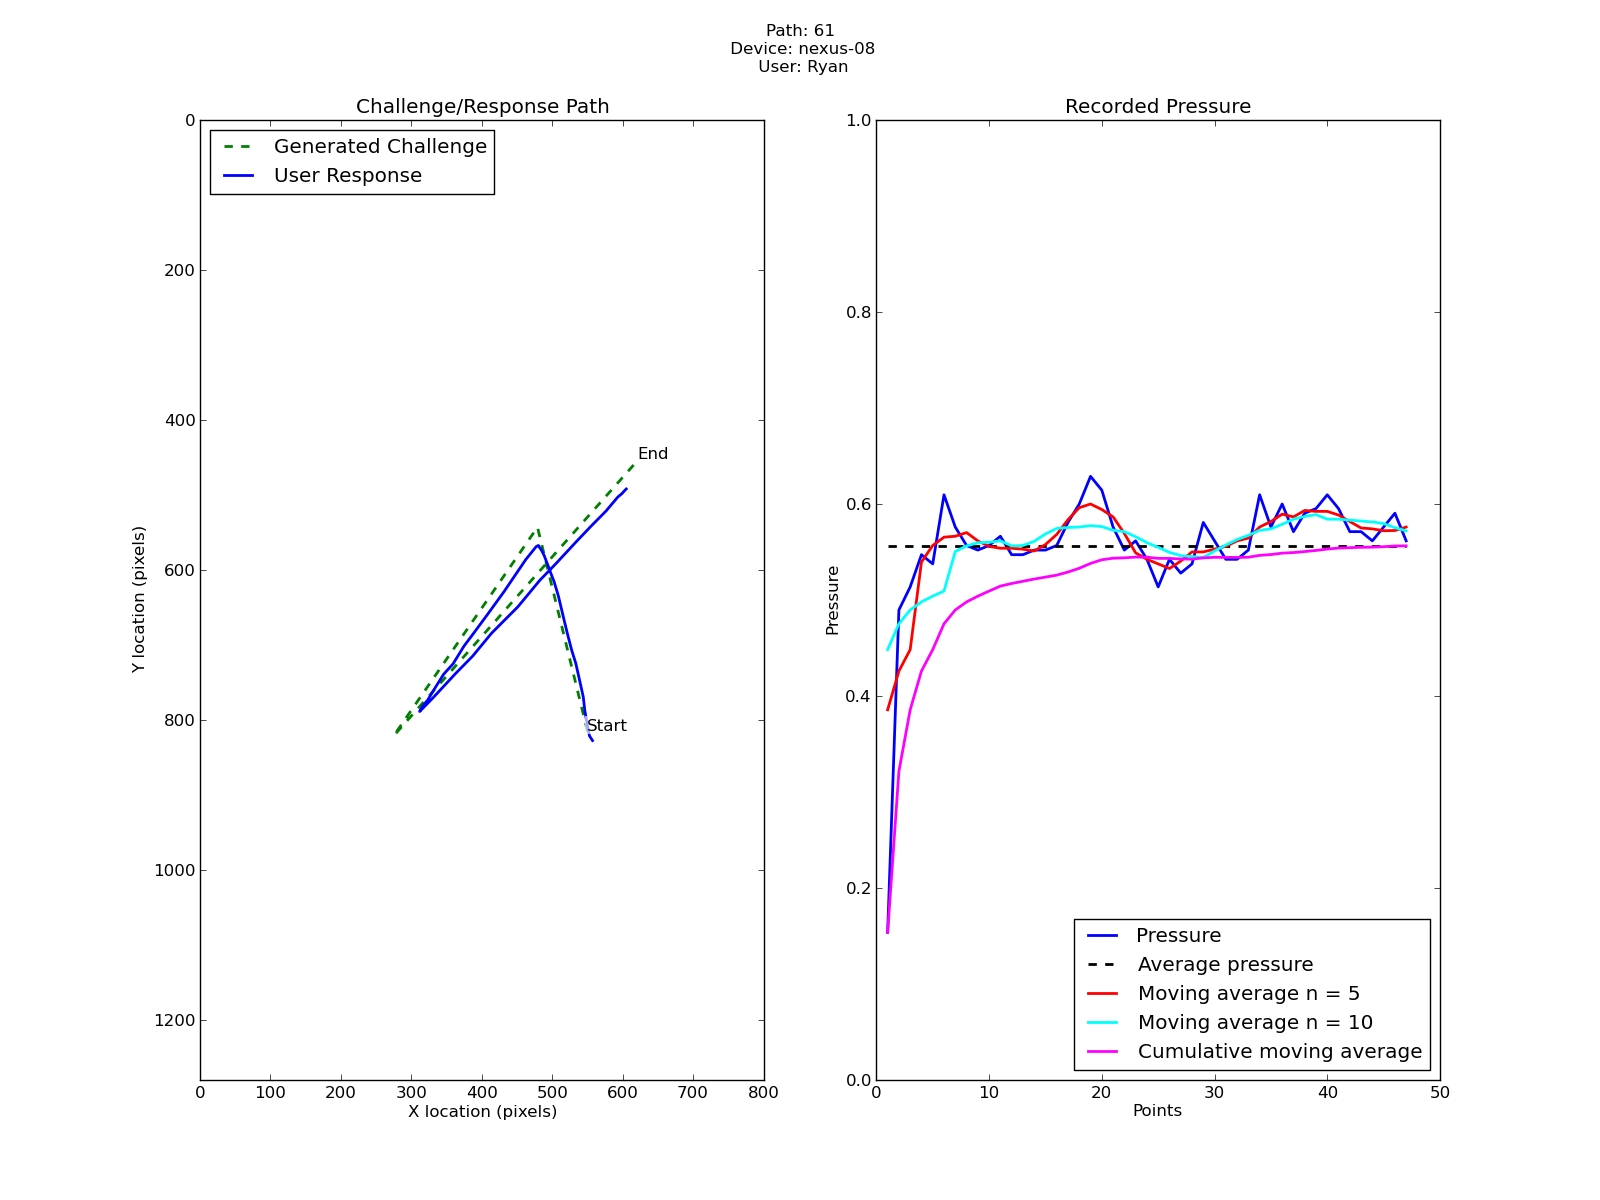 Path: 61
Device: nexus-08
User: Ryan
Challenge/Response Path
Generated Challenge
User Response
0
200
400
600
800
1000
1200
Y location (pixels)
End
Start
0 100 200 300 400 500 600 700 800
X location (pixels)
Recorded Pressure
1.0
0.8
0.6
0.4
0.2
0.0
Pressure
Pressure
Average pressure
Moving average n = 5
Moving average n = 10
Cumulative moving average
0 10 20 30 40 50
Points